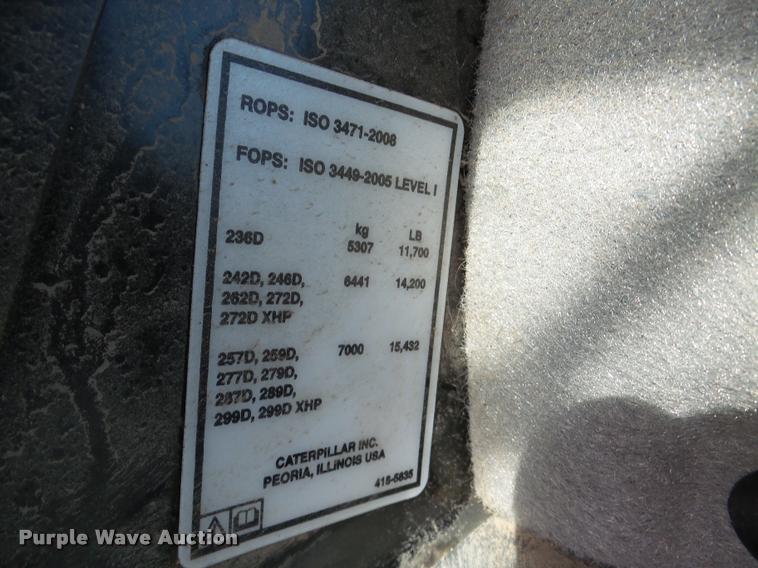 ROPS: ISO 3471-2008
FOPS: ISO 3449-2005 LEVEL I
kg LB
236D 5307 11,700
242D, 246D, 6441 14,200
262D, 272D,
272D XHP
257D, 259D, 7000 15,432
277D, 279D,
287D, 289D,
299D, 299D XHP
CATERPILLAR INC.
PEORIA, ILLINOIS USA
415-5835
Purple Wave Auction®